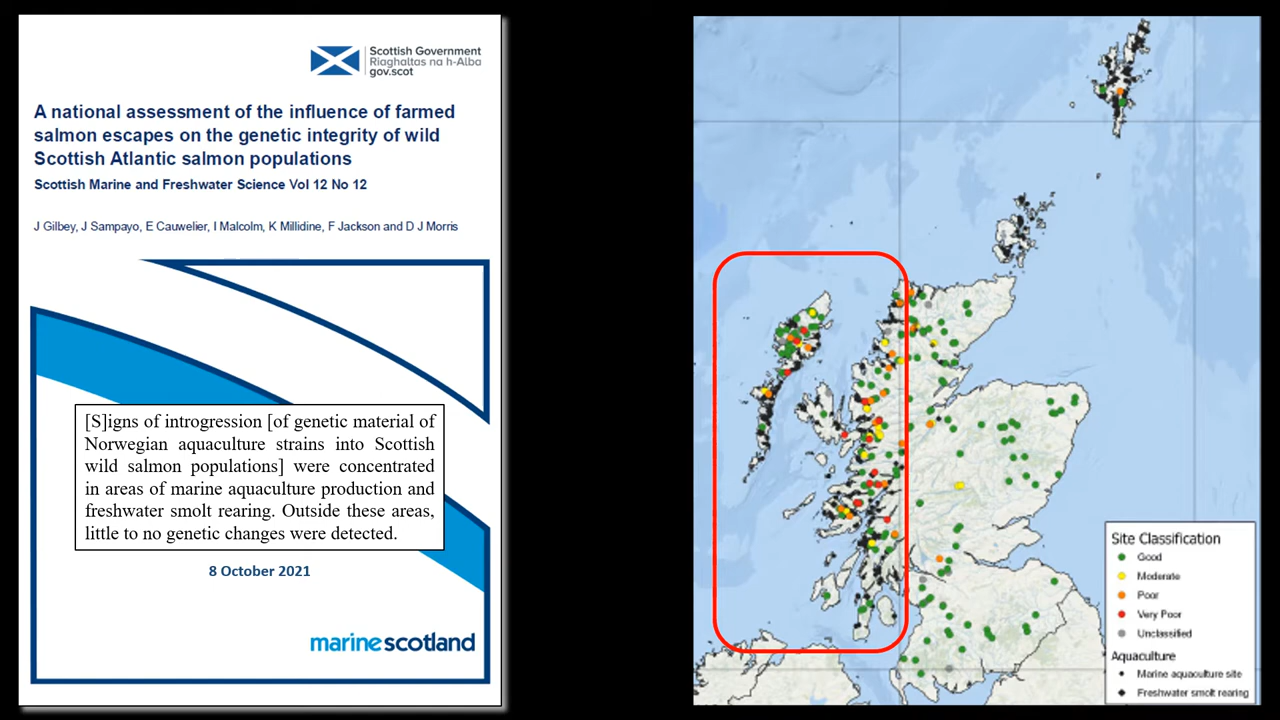 Scottish Government
Riaghaltas na h-Alba
gov.scot
A national assessment of the influence of farmed
salmon escapes on the genetic integrity of wild
Scottish Atlantic salmon populations
Scottish Marine and Freshwater Science Vol 12 No 12
J Gilbey, J Sampayo, E Cauwelier, I Malcolm, K Millidine, F Jackson and D J Morris
[S]igns of introgression [of genetic material of
Norwegian aquaculture strains into Scottish
wild salmon populations] were concentrated
in areas of marine aquaculture production and
freshwater smolt rearing. Outside these areas,
little to no genetic changes were detected.
8 October 2021
marinescotland
Site Classification
Good
Moderate
Poor
Very Poor
Unclassified
Aquaculture
Marine aquaculture site
Freshwater smolt rearing